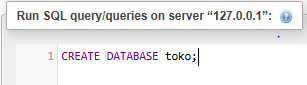 Run SQL query/queries on server “127.0.0.1”:
1 CREATE DATABASE toko;